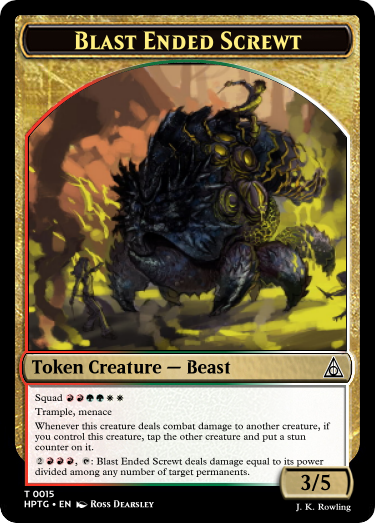 BLAST ENDED SCREWT
Token Creature — Beast
Squad
Trample, menace
Whenever this creature deals combat damage to another creature, if
you control this creature, tap the other creature and put a stun
counter on it.
2, : Blast Ended Screwt deals damage equal to its power
divided among any number of target permanents.
3/5
T 0015
HPTG • EN ROSS DEARSLEY
J. K. Rowling